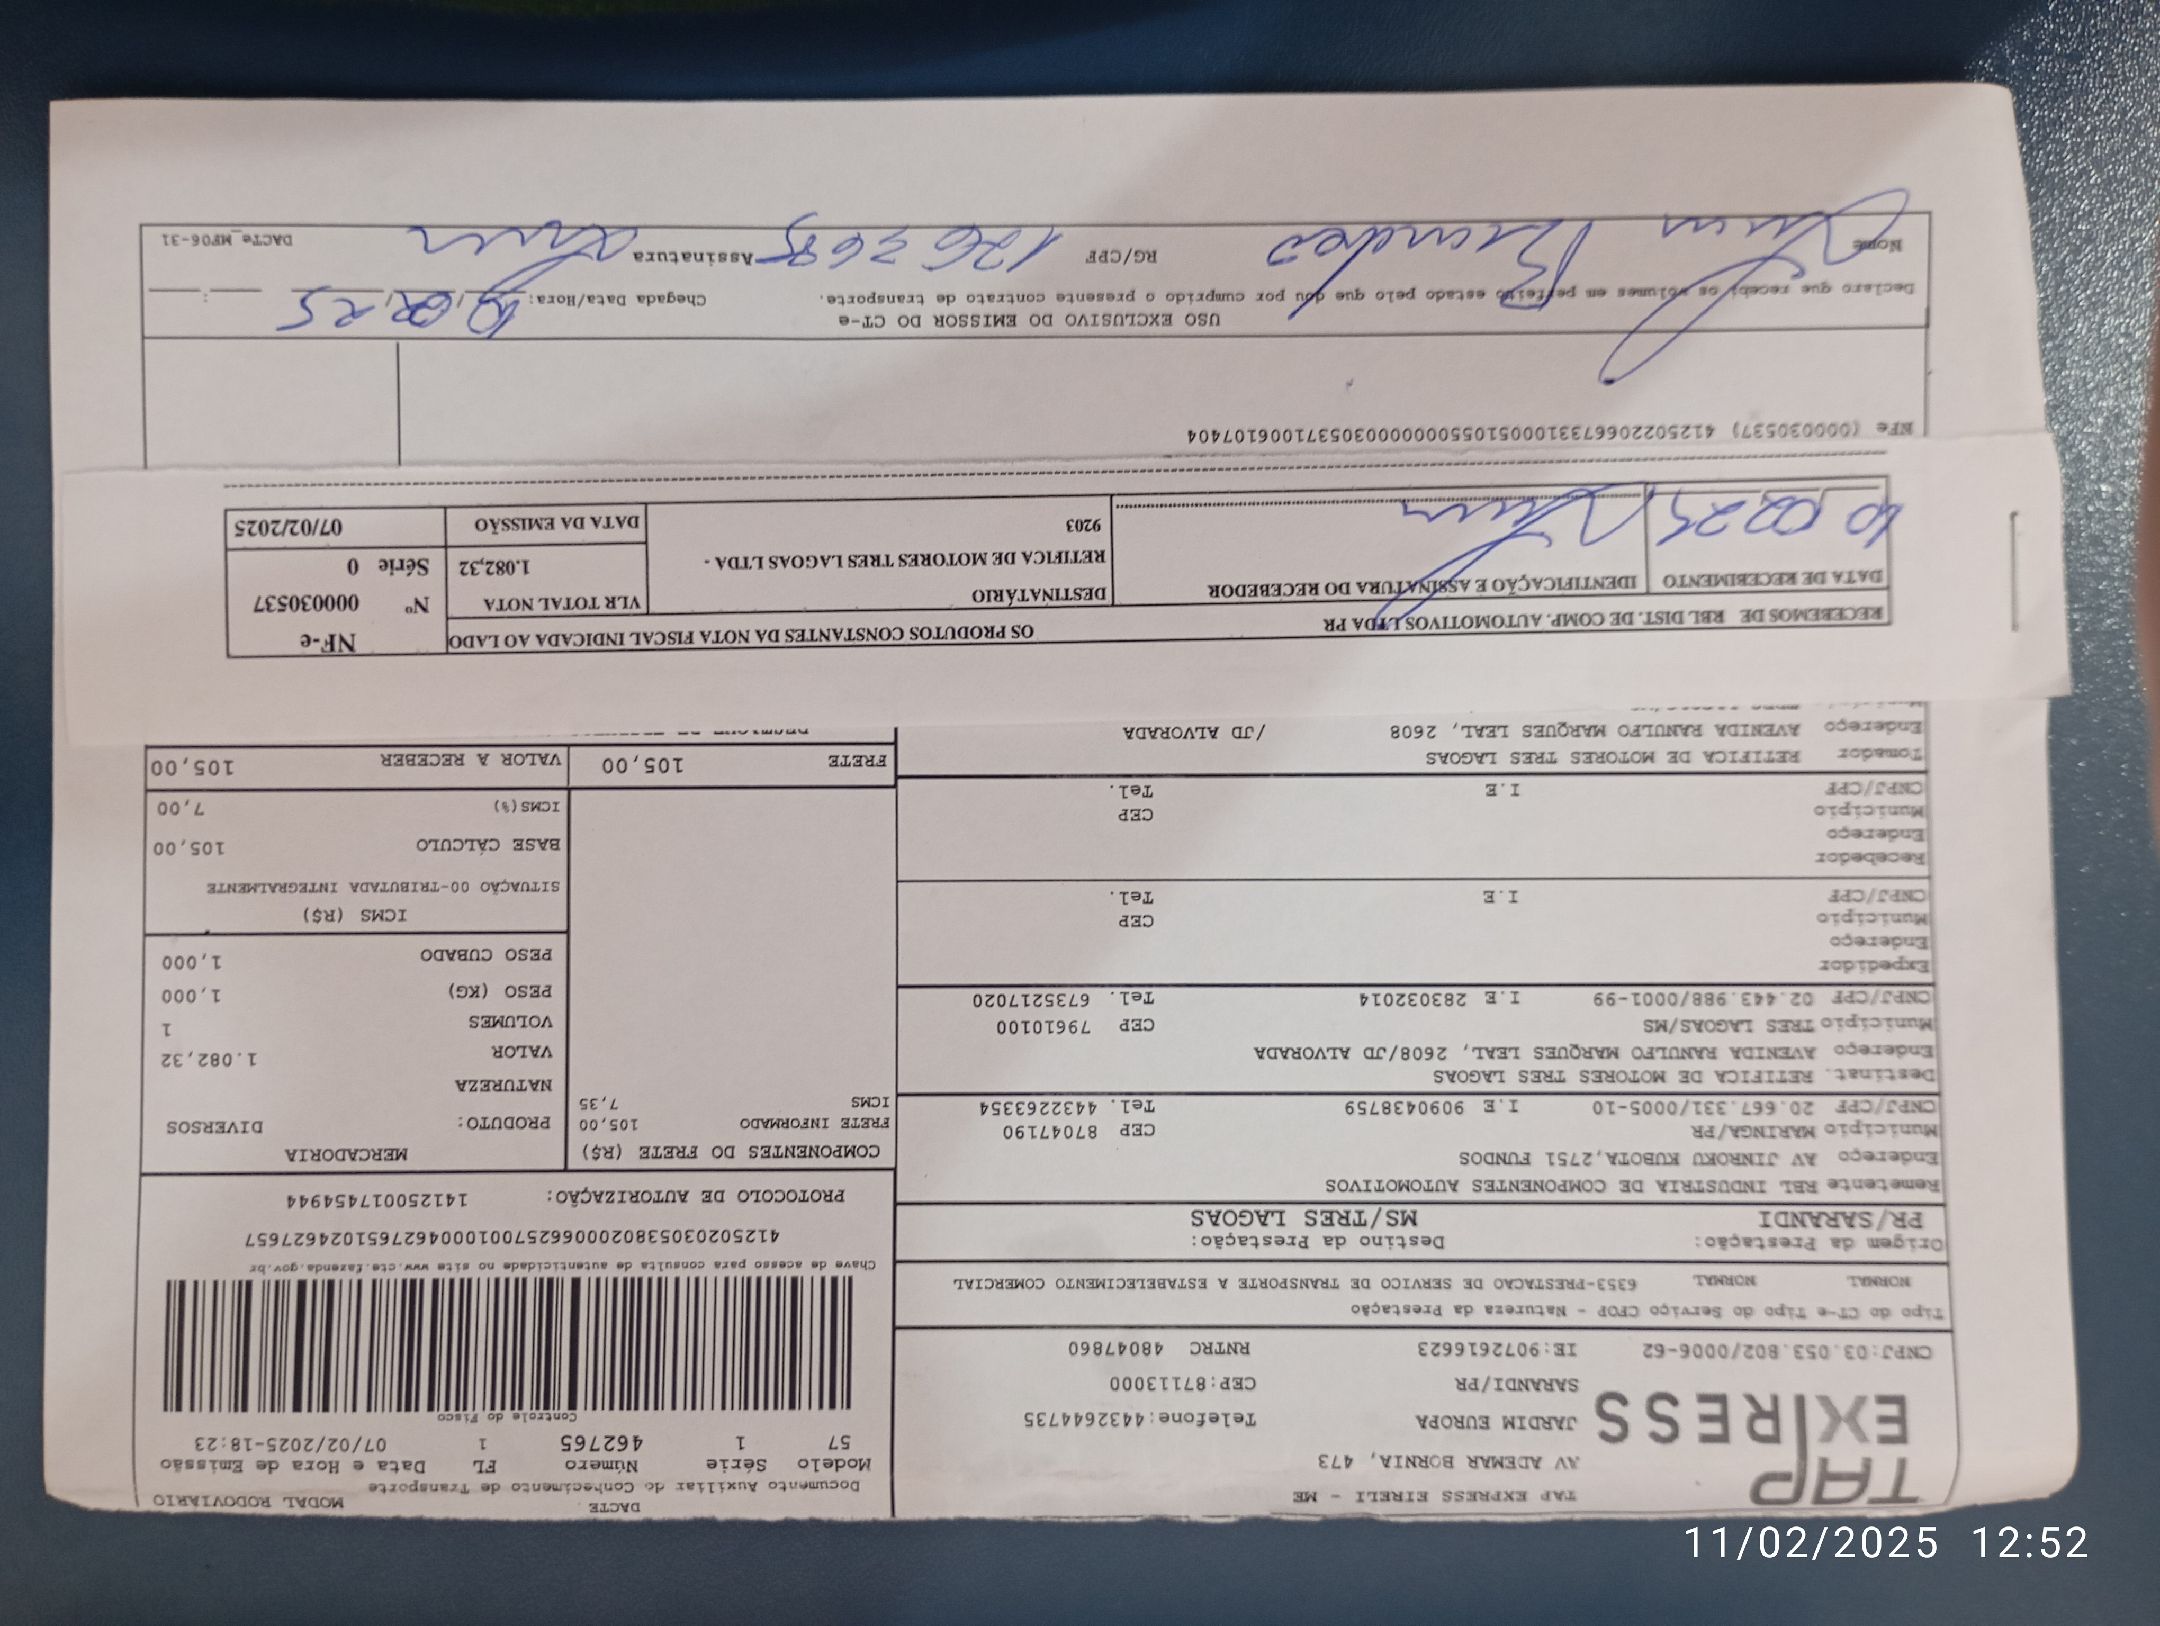 TAP
EXPRESS
TAP EXPRESS EIRELI - ME
AV ADEMAR BORNIA, 473
JARDIM EUROPA Telefone:4432644735
SARANDI/PR CEP:87113000
CNPJ:03.053.802/0006-62 IE:9072616623 RNTRC 48047860
DACTE
Documento Auxiliar do Conhecimento de Transporte
MODAL RODOVIARIO
Modelo Série Número FL Data e Hora de Emissão
57 1 462765 1 07/02/2025-18:23
Controle do Fisco
Chave de acesso para consulta de autenticidade no site www.cte.fazenda.gov.br
41250203053802000662570010004627651024627657
PROTOCOLO DE AUTORIZAÇÃO: 141250017454944
Tipo do CT-e Tipo do Serviço CFOP - Natureza da Prestação
NORMAL NORMAL 6353-PRESTACAO DE SERVICO DE TRANSPORTE A ESTABELECIMENTO COMERCIAL
Origem da Prestação: Destino da Prestação:
PR/SARANDI MS/TRES LAGOAS
Remetente RBL INDUSTRIA DE COMPONENTES AUTOMOTIVOS
Endereço AV JINROKU KUBOTA,2751 FUNDOS
Município MARINGA/PR CEP 87047190
CNPJ/CPF 20.667.331/0005-10 I.E 9090438759 Tel. 4432263354
Destinat. RETIFICA DE MOTORES TRES LAGOAS
Endereço AVENIDA RANULFO MARQUES LEAL, 2608/JD ALVORADA
Município TRES LAGOAS/MS CEP 79610100
CNPJ/CPF 02.443.988/0001-99 I.E 283032014 Tel. 6735217020
Expedidor
Endereço
Município CEP
CNPJ/CPF I.E Tel.
Recebedor
Endereço
Município CEP
CNPJ/CPF I.E Tel.
Tomador RETIFICA DE MOTORES TRES LAGOAS
Endereço AVENIDA RANULFO MARQUES LEAL, 2608 /JD ALVORADA
COMPONENTES DO FRETE (R$)
FRETE INFORMADO 105,00
ICMS 7,35
FRETE 105,00
MERCADORIA
PRODUTO: DIVERSOS
NATUREZA
VALOR 1.082,32
VOLUMES 1
PESO (KG) 1,000
PESO CUBADO 1,000
ICMS (R$)
SITUAÇÃO 00-TRIBUTADA INTEGRALMENTE
BASE CÁLCULO 105,00
ICMS(%) 7,00
VALOR A RECEBER 105,00
RECEBEMOS DE RBL DIST. DE COMP. AUTOMOTIVOS LTDA PR OS PRODUTOS CONSTANTES DA NOTA FISCAL INDICADA AO LADO
DATA DE RECEBIMENTO IDENTIFICAÇÃO E ASSINATURA DO RECEBEDOR
10 02 25
DESTINATÁRIO
RETIFICA DE MOTORES TRES LAGOAS LTDA -
9203
VLR TOTAL NOTA
1.082,32
DATA DA EMISSÃO 07/02/2025
NF-e
Nº 000030537
Série 0
NFe (000030537) 41250220667331000510550000000305371006107404
USO EXCLUSIVO DO EMISSOR DO CT-e
Declaro que recebi os volumes em perfeito estado pelo que dou por cumprido o presente contrato de transporte. Chegada Data/Hora: 10/02/25 __:__
Nome RG/CPF Assinatura
DACTe_MF06-31
11/02/2025 12:52